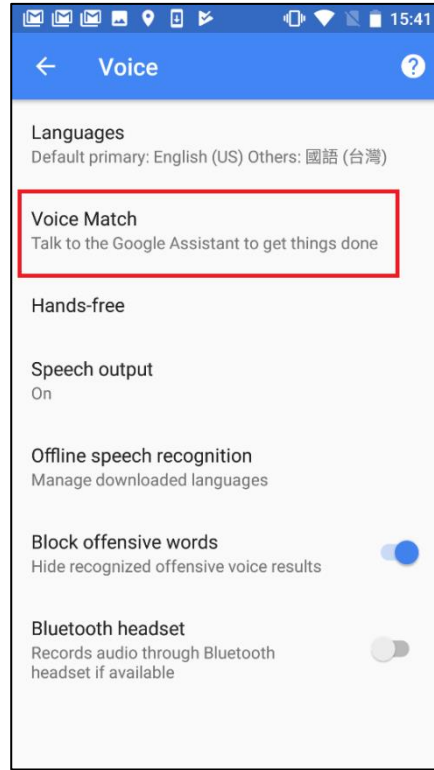 15:41
Voice
?
Languages
Default primary: English (US) Others: 國語 (台灣)
Voice Match
Talk to the Google Assistant to get things done
Hands-free
Speech output
On
Offline speech recognition
Manage downloaded languages
Block offensive words
Hide recognized offensive voice results
Bluetooth headset
Records audio through Bluetooth
headset if available